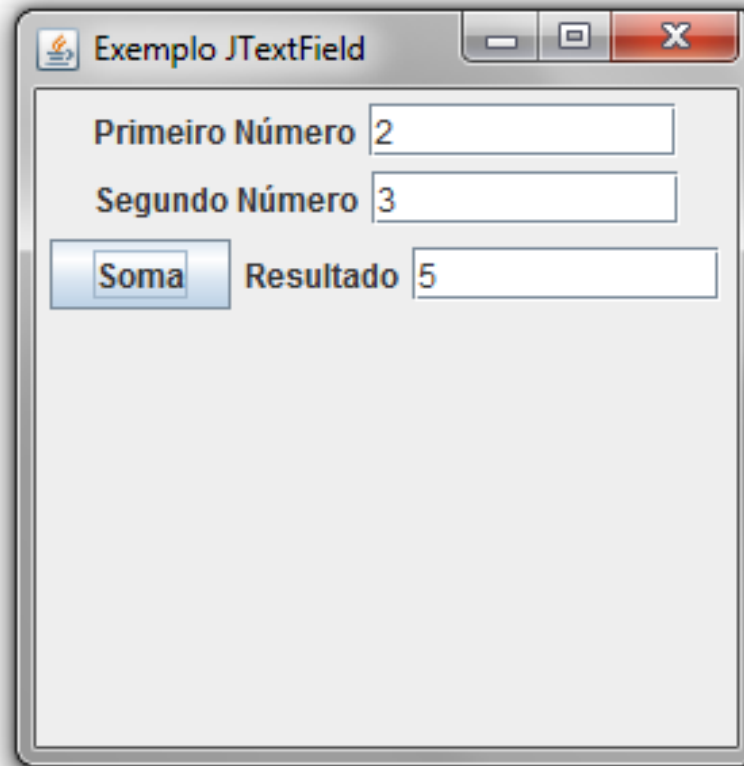 Exemplo JTextField
Primeiro Número 2
Segundo Número 3
Soma Resultado 5